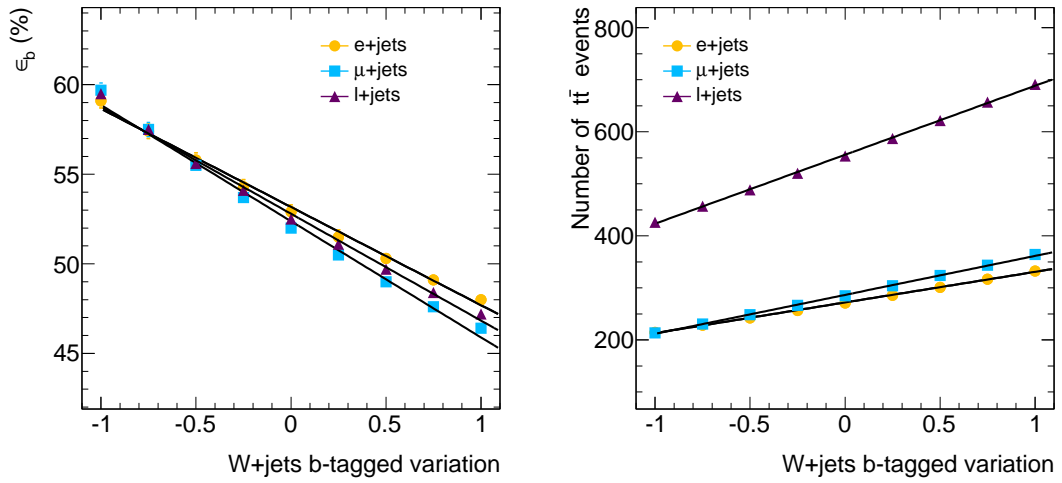 ∈b (%)
e+jets
μ+jets
l+jets
60
55
50
45
-1 -0.5 0 0.5 1
W+jets b-tagged variation
Number of tt̄ events
e+jets
μ+jets
l+jets
800
600
400
200
-1 -0.5 0 0.5 1
W+jets b-tagged variation